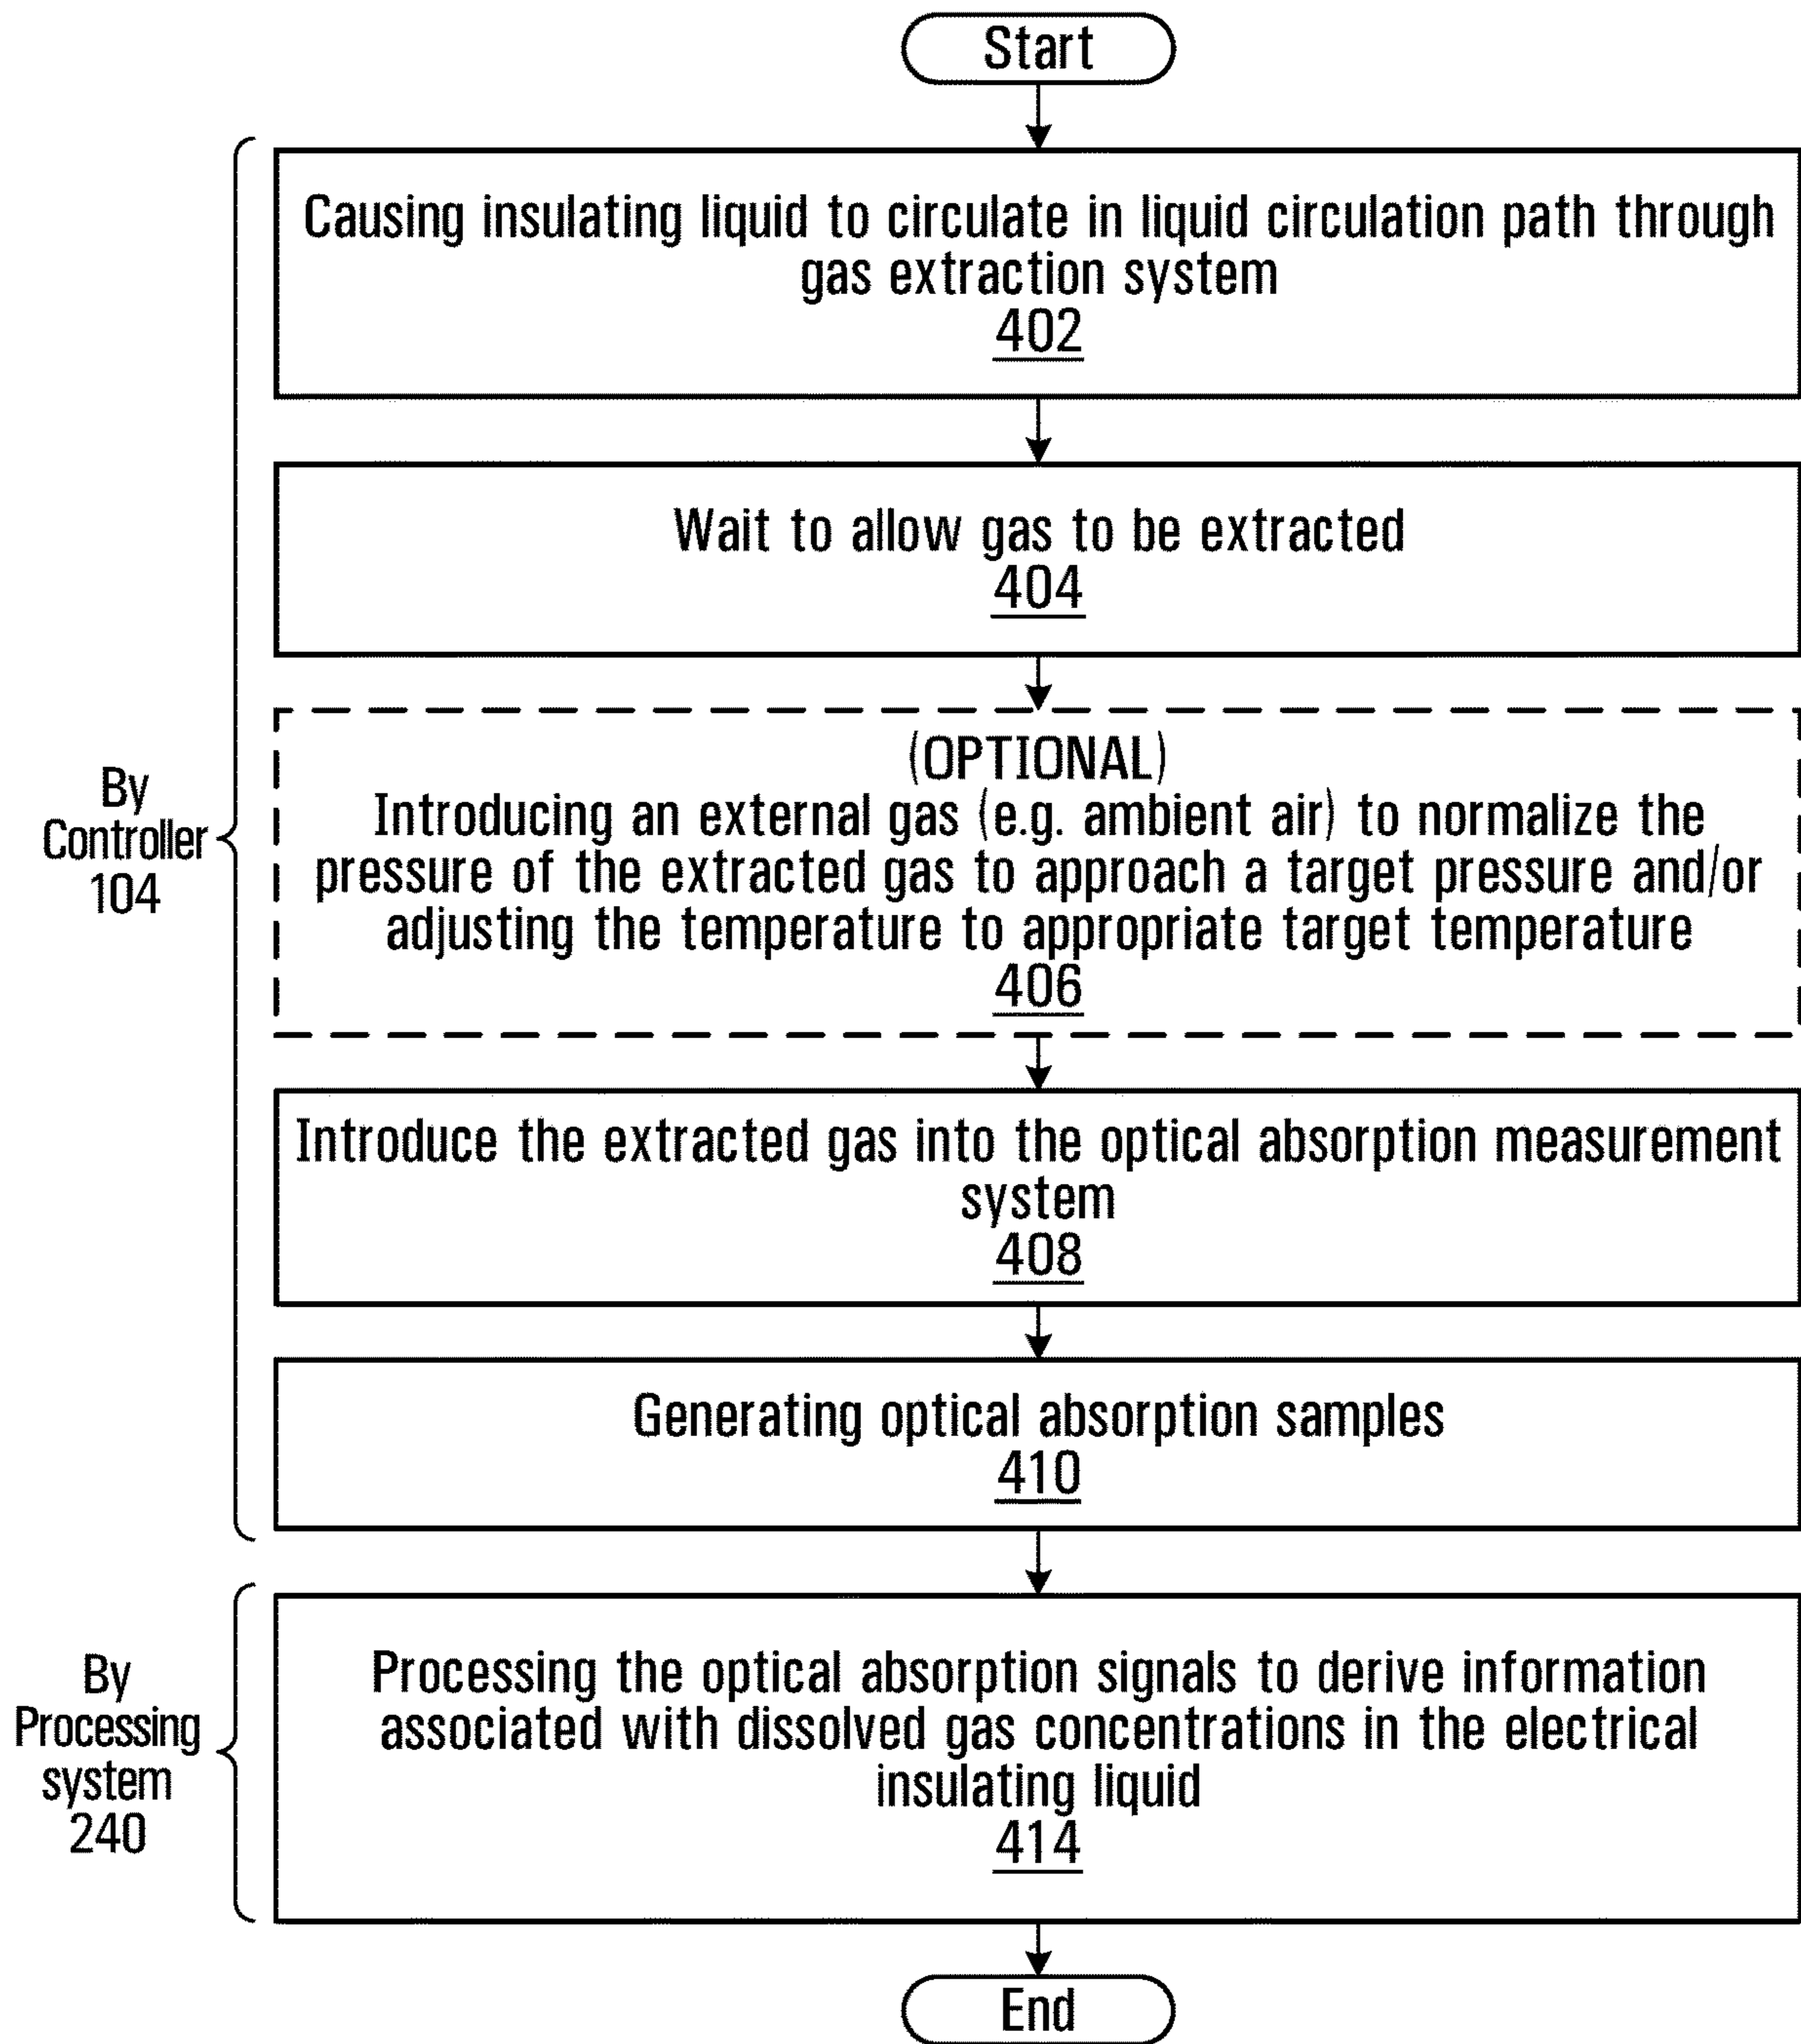 Start
Causing insulating liquid to circulate in liquid circulation path through
gas extraction system
402
Wait to allow gas to be extracted
404
(OPTIONAL)
Introducing an external gas (e.g. ambient air) to normalize the
pressure of the extracted gas to approach a target pressure and/or
adjusting the temperature to appropriate target temperature
406
By
Controller
104
Introduce the extracted gas into the optical absorption measurement
system
408
Generating optical absorption samples
410
Processing the optical absorption signals to derive information
associated with dissolved gas concentrations in the electrical
insulating liquid
414
By
Processing
system
240
End